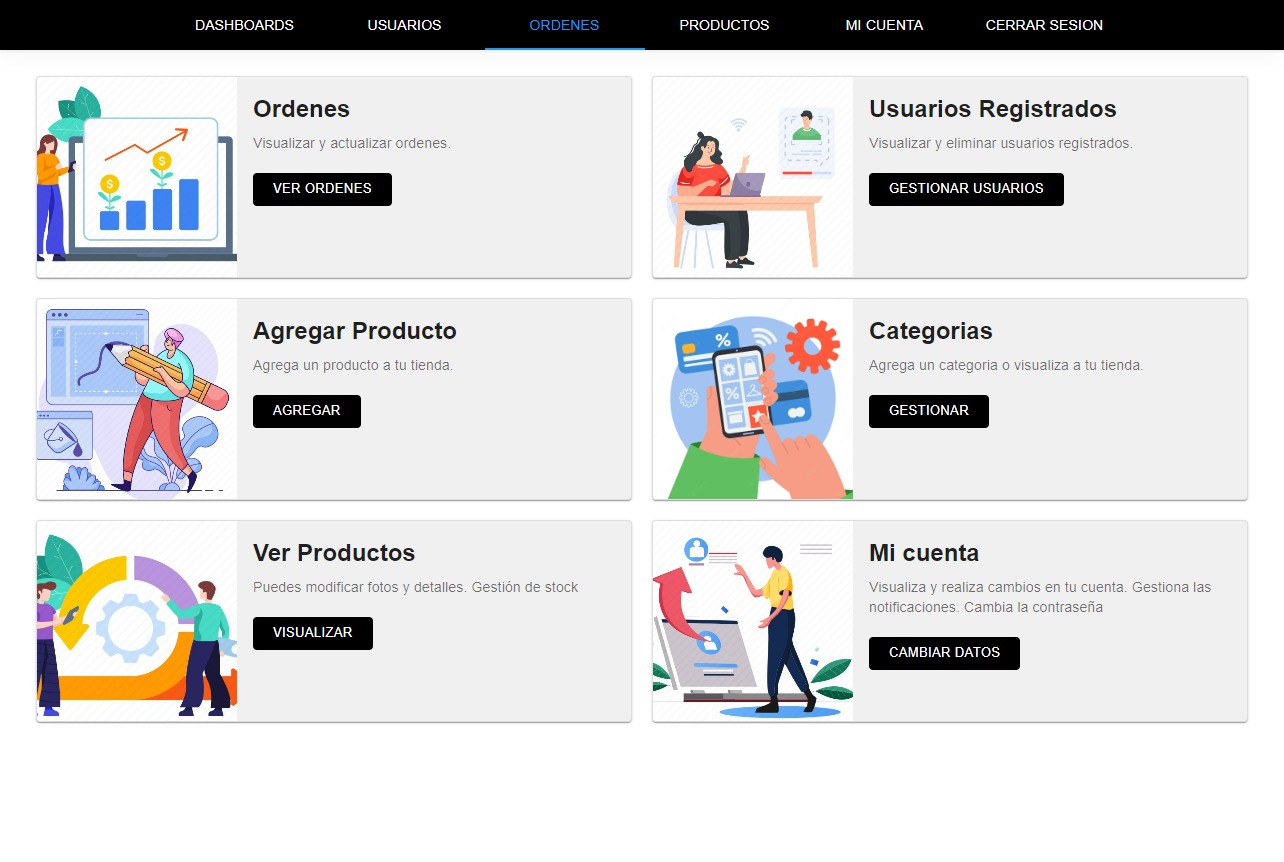 DASHBOARDS USUARIOS ORDENES PRODUCTOS MI CUENTA CERRAR SESION
Ordenes
Visualizar y actualizar ordenes.
VER ORDENES
$
$
Usuarios Registrados
Visualizar y eliminar usuarios registrados.
GESTIONAR USUARIOS
Agregar Producto
Agrega un producto a tu tienda.
AGREGAR
Categorias
Agrega un categoria o visualiza a tu tienda.
GESTIONAR
%
%
Ver Productos
Puedes modificar fotos y detalles. Gestión de stock
VISUALIZAR
Mi cuenta
Visualiza y realiza cambios en tu cuenta. Gestiona las
notificaciones. Cambia la contraseña
CAMBIAR DATOS